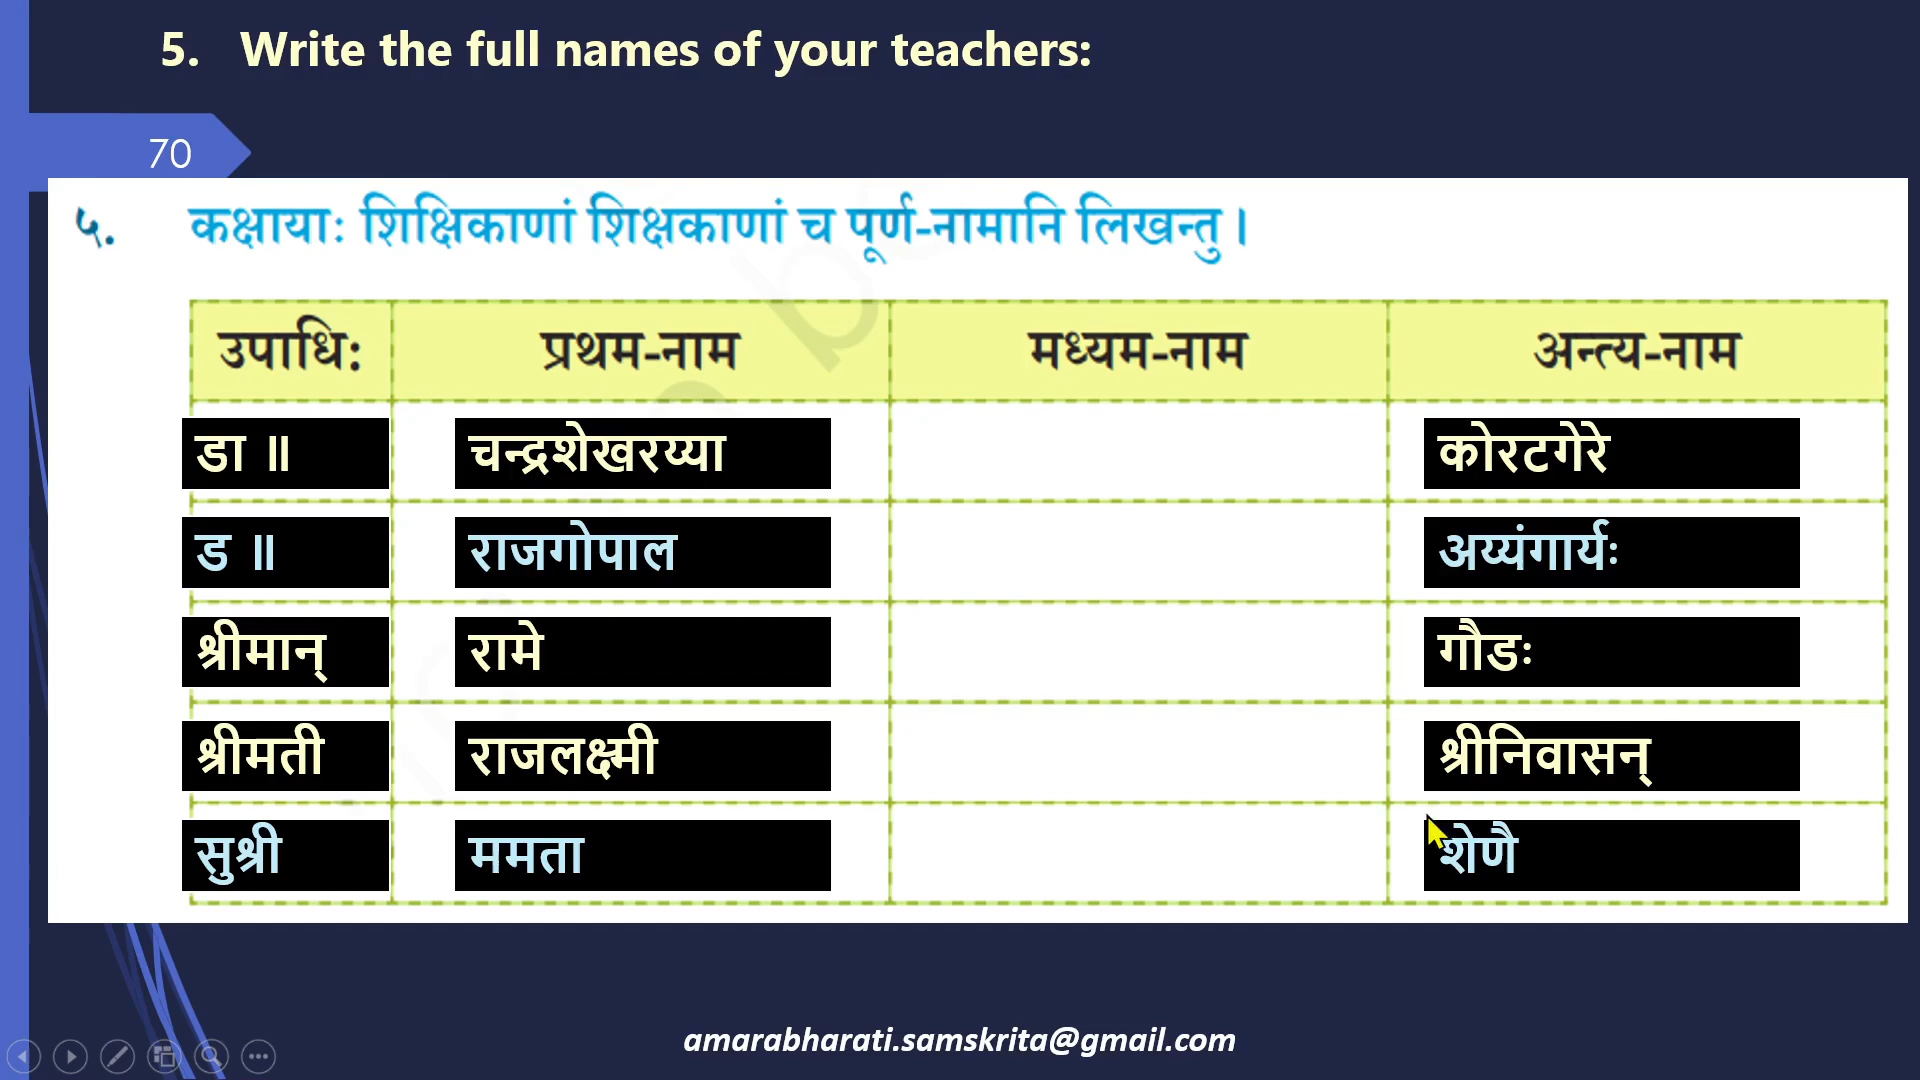 5. Write the full names of your teachers:
70
५. कक्षायाः शिक्षिकाणां शिक्षकाणां च पूर्ण-नामानि लिखन्तु ।
उपाधिः प्रथम-नाम मध्यम-नाम अन्त्य-नाम
डा ॥ चन्द्रशेखरय्या कोरटगेरे
ड ॥ राजगोपाल अय्यंगार्यः
श्रीमान् रामे गौडः
श्रीमती राजलक्ष्मी श्रीनिवासन्
सुश्री ममता शेणै
amarabharati.samskrita@gmail.com